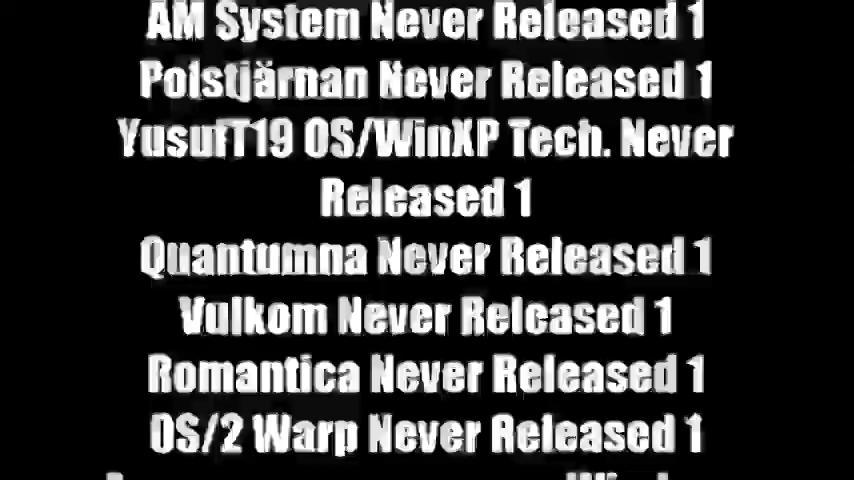 AM System Never Released 1
Polstjärnan Never Released 1
YusufT19 OS/WinXP Tech. Never
Released 1
Quantumna Never Released 1
Vulkom Never Released 1
Romantica Never Released 1
OS/2 Warp Never Released 1